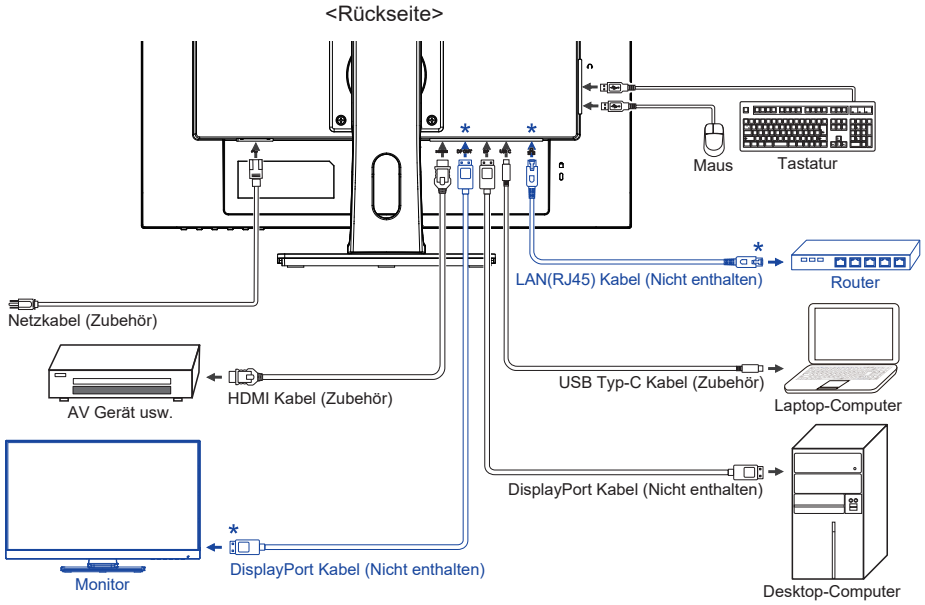 <Rückseite>
*
*
Maus
Tastatur
*
LAN(RJ45) Kabel (Nicht enthalten)
Router
Netzkabel (Zubehör)
USB Typ-C Kabel (Zubehör)
HDMI Kabel (Zubehör)
AV Gerät usw.
Laptop-Computer
DisplayPort Kabel (Nicht enthalten)
*
DisplayPort Kabel (Nicht enthalten)
Monitor
Desktop-Computer